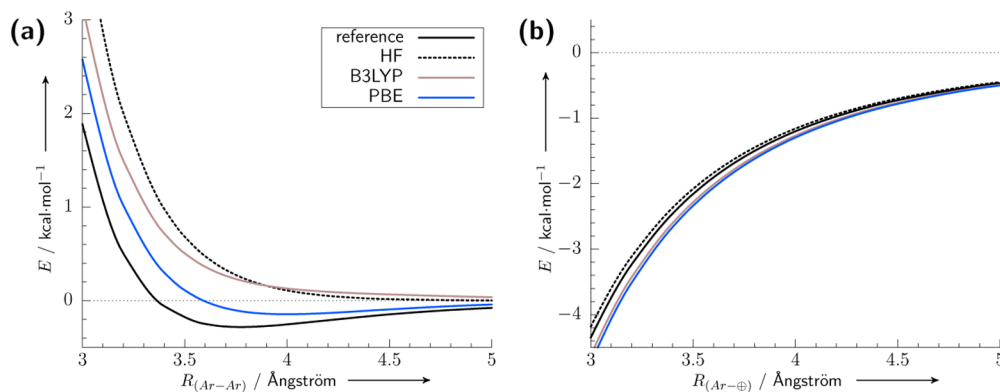 (a)
3
2
1
0
E / kcal·mol−1
reference
HF
B3LYP
PBE
3 3.5 4 4.5 5
R(Ar−Ar) / Ångström
(b)
0
−1
−2
−3
−4
E / kcal·mol−1
3 3.5 4 4.5 5
R(Ar−⊕) / Ångström